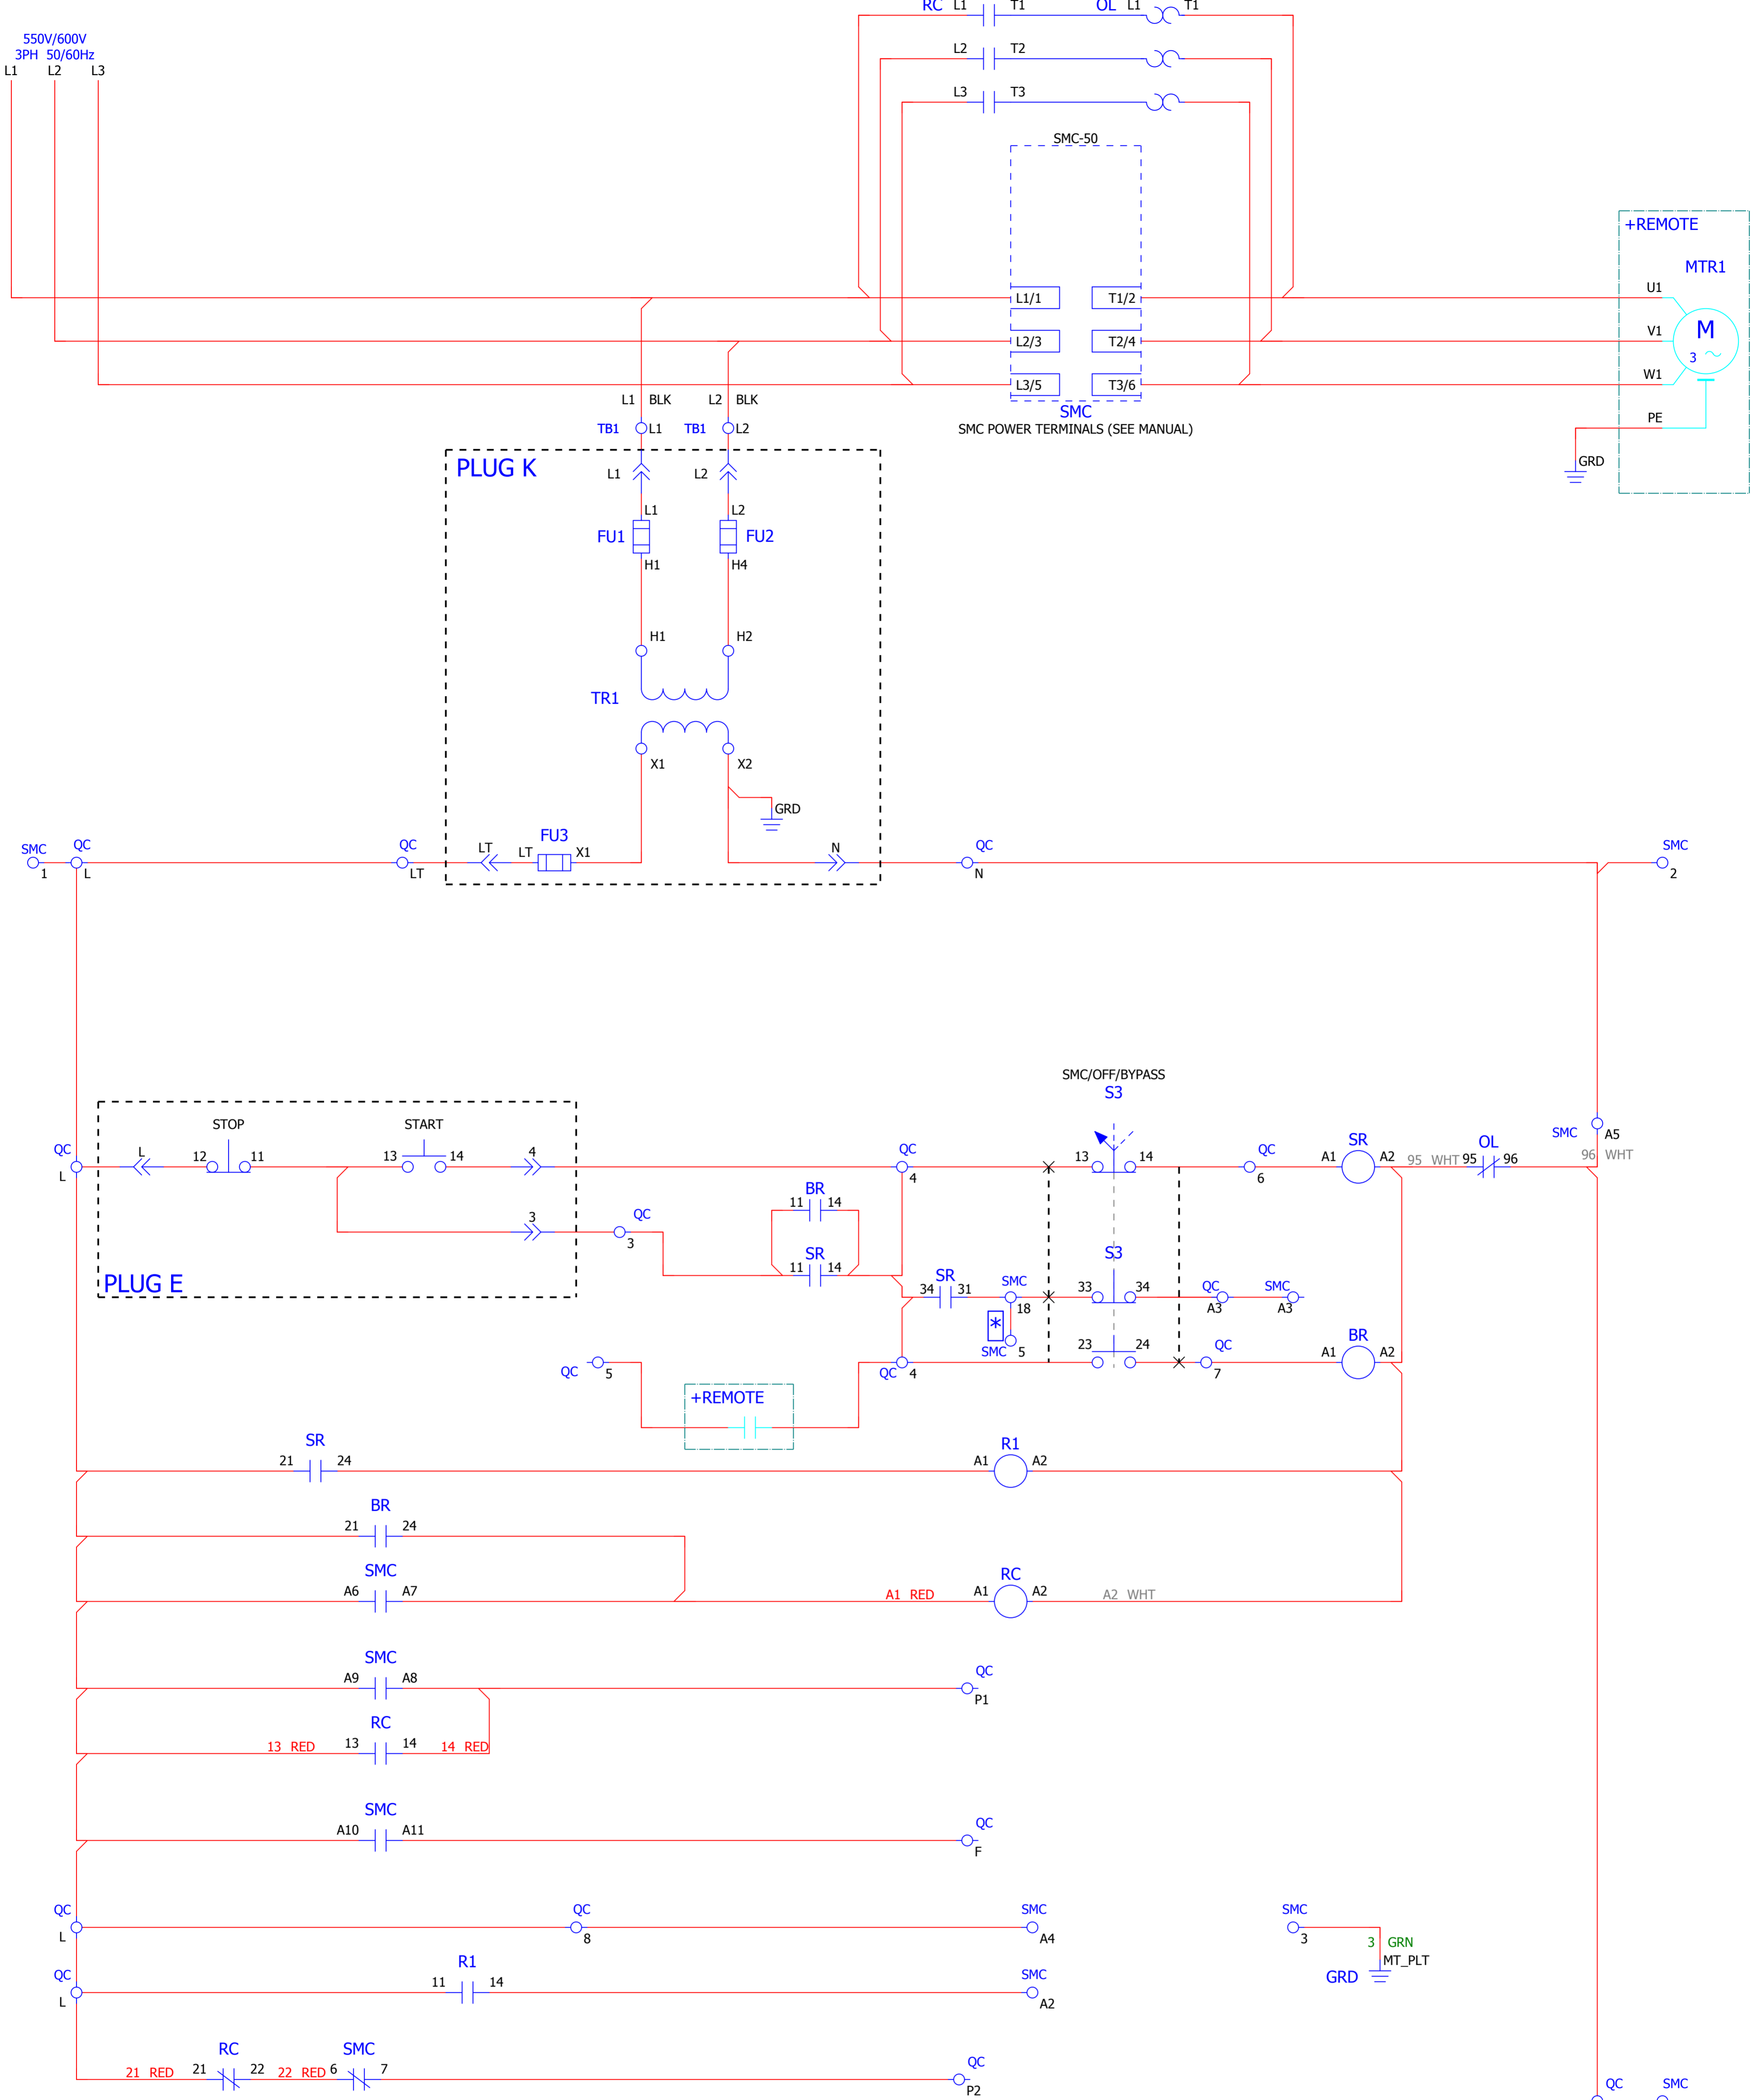 RC L1 T1 OL L1 T1
550V/600V
3PH 50/60Hz
L1 L2 L3
L2 T2
L3 T3
SMC-50
+REMOTE
MTR1
U1
L1/1 T1/2
M
3
V1
L2/3 T2/4
W1
L3/5 T3/6
L1 BLK L2 BLK
SMC
SMC POWER TERMINALS (SEE MANUAL)
PE
GRD
TB1 L1 TB1 L2
PLUG K
L1 L2
L1 L2
FU1 FU2
H1 H4
H1 H2
TR1
X1 X2
GRD
SMC QC QC LT FU3 LT X1 N QC SMC
1 L LT N 2
SMC/OFF/BYPASS
S3
STOP START
QC L 12 11 13 14 4 QC 13 14 QC SR A1 A2 95 WHT OL 95 96 SMC A5
96 WHT
L 4 6
3 QC
3
BR
11 14
SR
11 14
PLUG E
S3
SR
34 31 SMC 33 34 QC SMC
18 A3 A3
*
SMC 5 23 24 QC BR A1 A2
QC 5 QC 4 7
+REMOTE
SR R1
21 24 A1 A2
BR
21 24
SMC RC
A6 A7 A1 RED A1 A2 A2 WHT
SMC QC
A9 A8 P1
RC
13 RED 13 14 14 RED
SMC QC
A10 A11 F
QC QC SMC SMC
L 8 A4 3
3 GRN
MT_PLT
GRD
QC R1 SMC
L 11 14 A2
RC SMC QC
21 RED 21 22 22 RED 6 7 P2
QC SMC